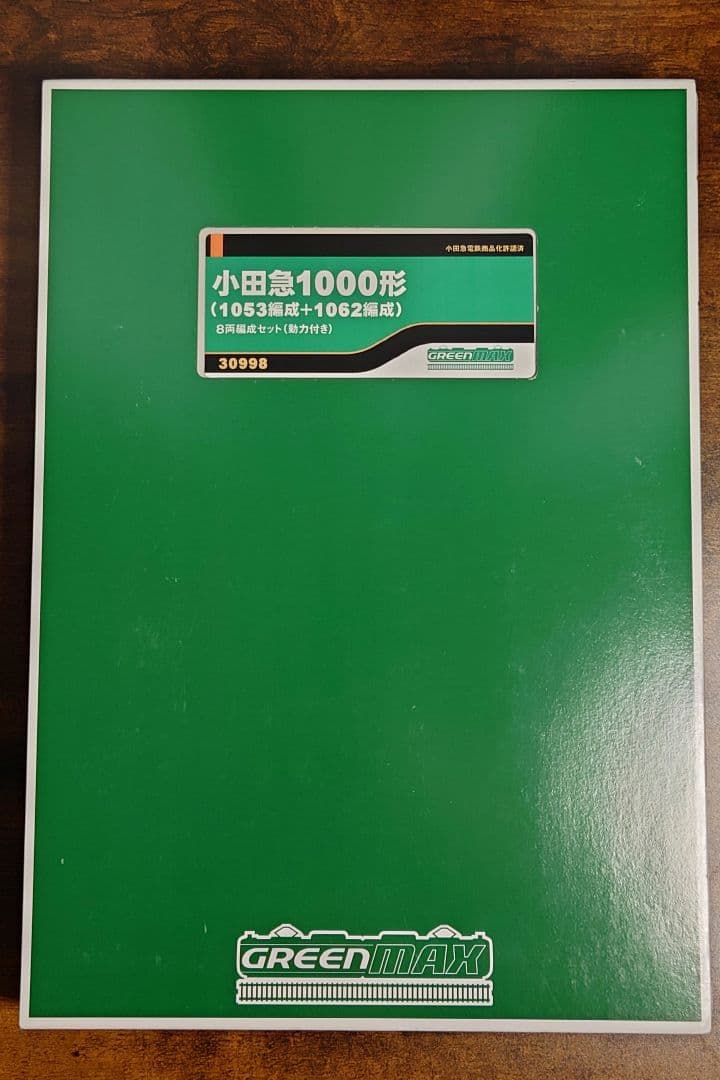 小田急電鉄商品化許諾済
小田急1000形
(1053編成+1062編成)
8両編成セット(動力付き)
30998
GREENMAX
GREENMAX